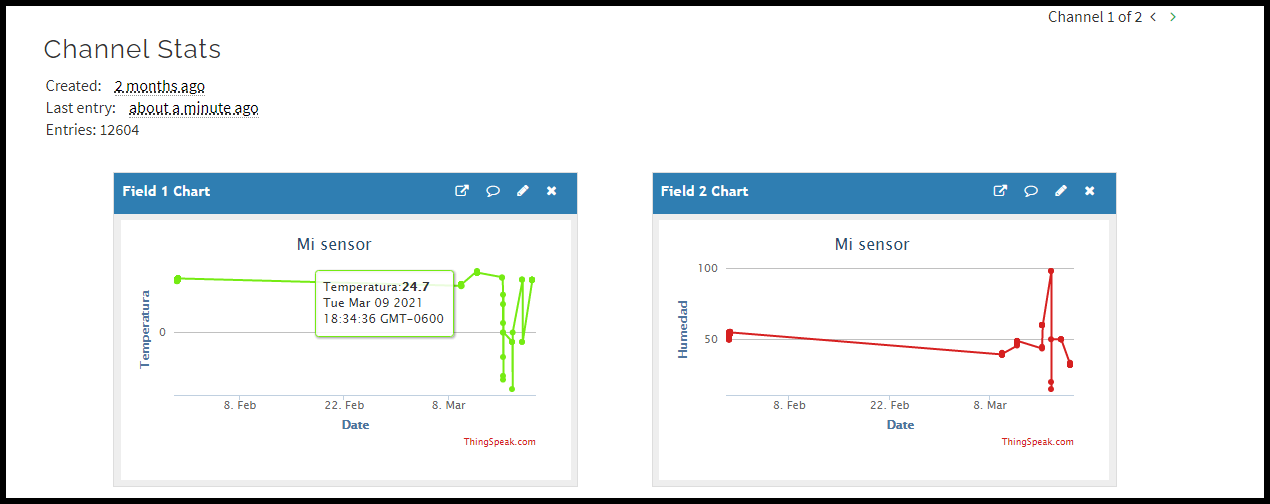 Channel 1 of 2
Channel Stats
Created: 2 months ago
Last entry: about a minute ago
Entries: 12604
Field 1 Chart
Mi sensor
Temperatura
0
Temperatura:24.7
Tue Mar 09 2021
18:34:36 GMT-0600
8. Feb
22. Feb
8. Mar
Date
ThingSpeak.com
Field 2 Chart
Mi sensor
Humedad
100
50
8. Feb
22. Feb
8. Mar
Date
ThingSpeak.com